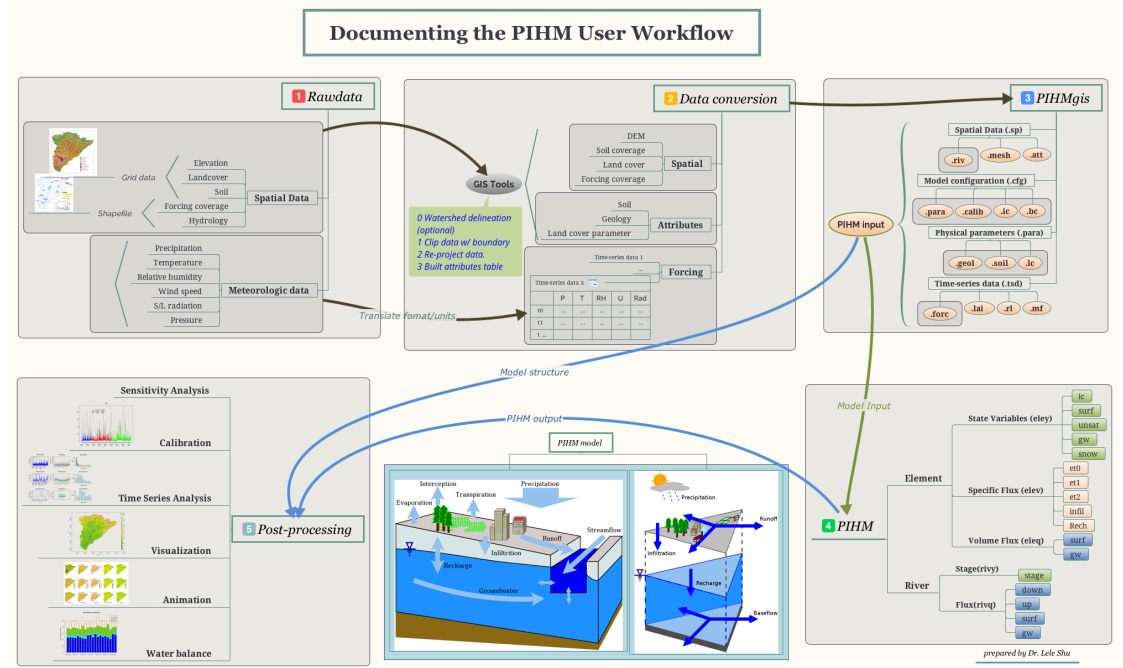 Documenting the PIHM User Workflow
1 Rawdata
Grid data
Shapefile
Elevation
Landcover
Soil
Forcing coverage
Hydrology
Spatial Data
Precipitation
Temperature
Relative humidity
Wind speed
S/L radiation
Pressure
Meteorologic data
Translate fomat/units
2 Data conversion
GIS Tools
0 Watershed delineation
(optional)
1 Clip data w/ boundary
2 Re-project data.
3 Built attributes table
DEM
Soil coverage
Land cover
Forcing coverage
Spatial
Soil
Geology
Land cover parameter
Attributes
Time-series data 1
...
Forcing
Time-series data x
P T RH U Rad
t0 ... ... ... ... ...
t1 ... ... ... ... ...
t ...
3 PIHMgis
PIHM input
Spatial Data (.sp)
.riv .mesh .att
Model configuration (.cfg)
.para .calib .ic .bc
Physical parameters (.para)
.geol .soil .lc
Time-series data (.tsd)
.forc .lai .rl .mf
Model structure
PIHM output
Model Input
4 PIHM
Element
State Variables (eley)
ic
surf
unsat
gw
snow
Specific Flux (elev)
et0
et1
et2
infil
Rech
Volume Flux (eleq)
surf
gw
River
Stage(rivy)
stage
Flux(rivq)
down
up
surf
gw
prepared by Dr. Lele Shu
5 Post-processing
Sensitivity Analysis
Calibration
Time Series Analysis
Visualization
Animation
Water balance
PIHM model
Interception
Evaporation
Transpiration
Precipitation
Streamflow
Runoff
Infiltrition
Recharge
Groundwater
Precipitation
Runoff
Infiltration
Recharge
Baseflow